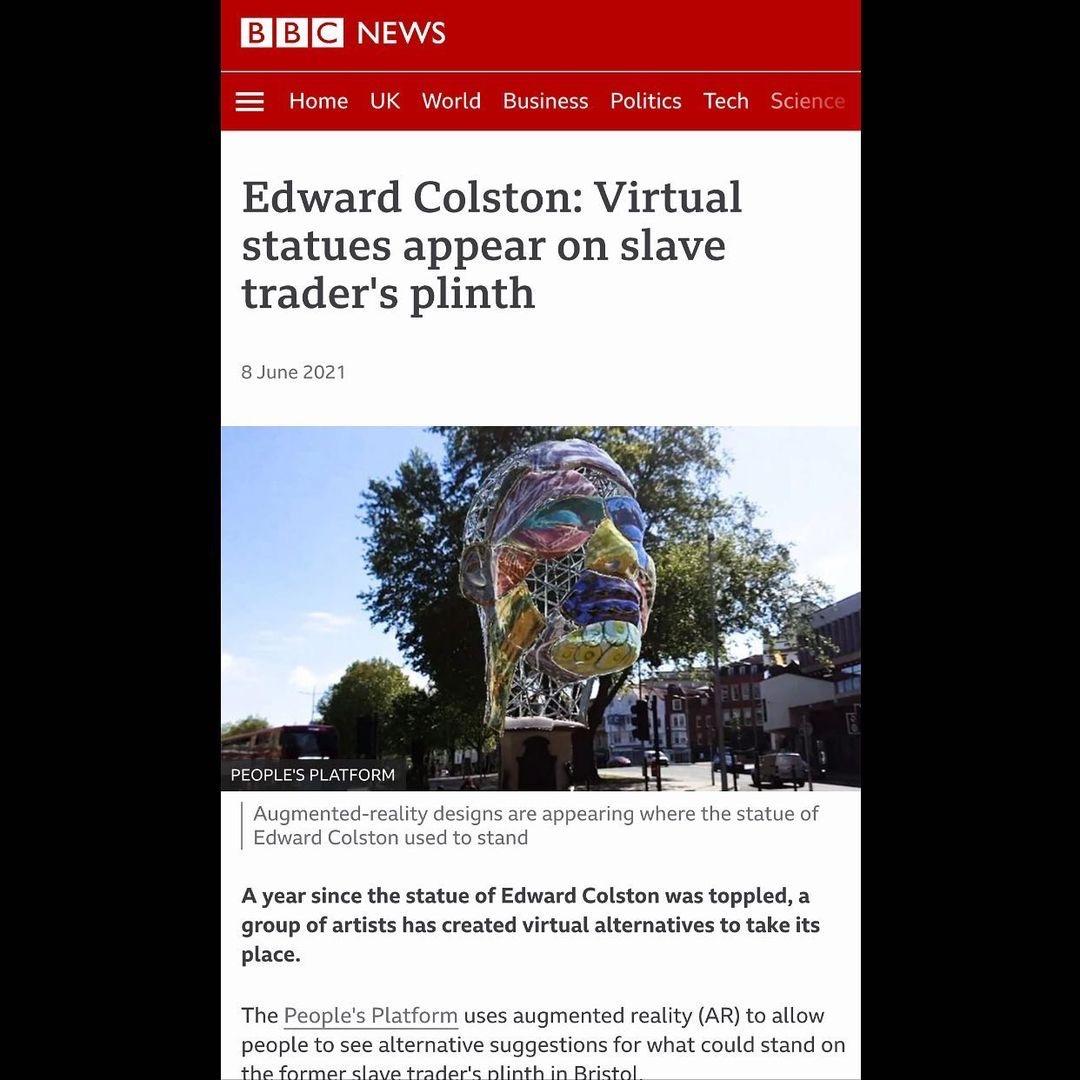 BBC NEWS
Home UK World Business Politics Tech Science
Edward Colston: Virtual
statues appear on slave
trader's plinth
8 June 2021
PEOPLE'S PLATFORM
Augmented-reality designs are appearing where the statue of
Edward Colston used to stand
A year since the statue of Edward Colston was toppled, a
group of artists has created virtual alternatives to take its
place.
The People's Platform uses augmented reality (AR) to allow
people to see alternative suggestions for what could stand on
the former slave trader's plinth in Bristol.